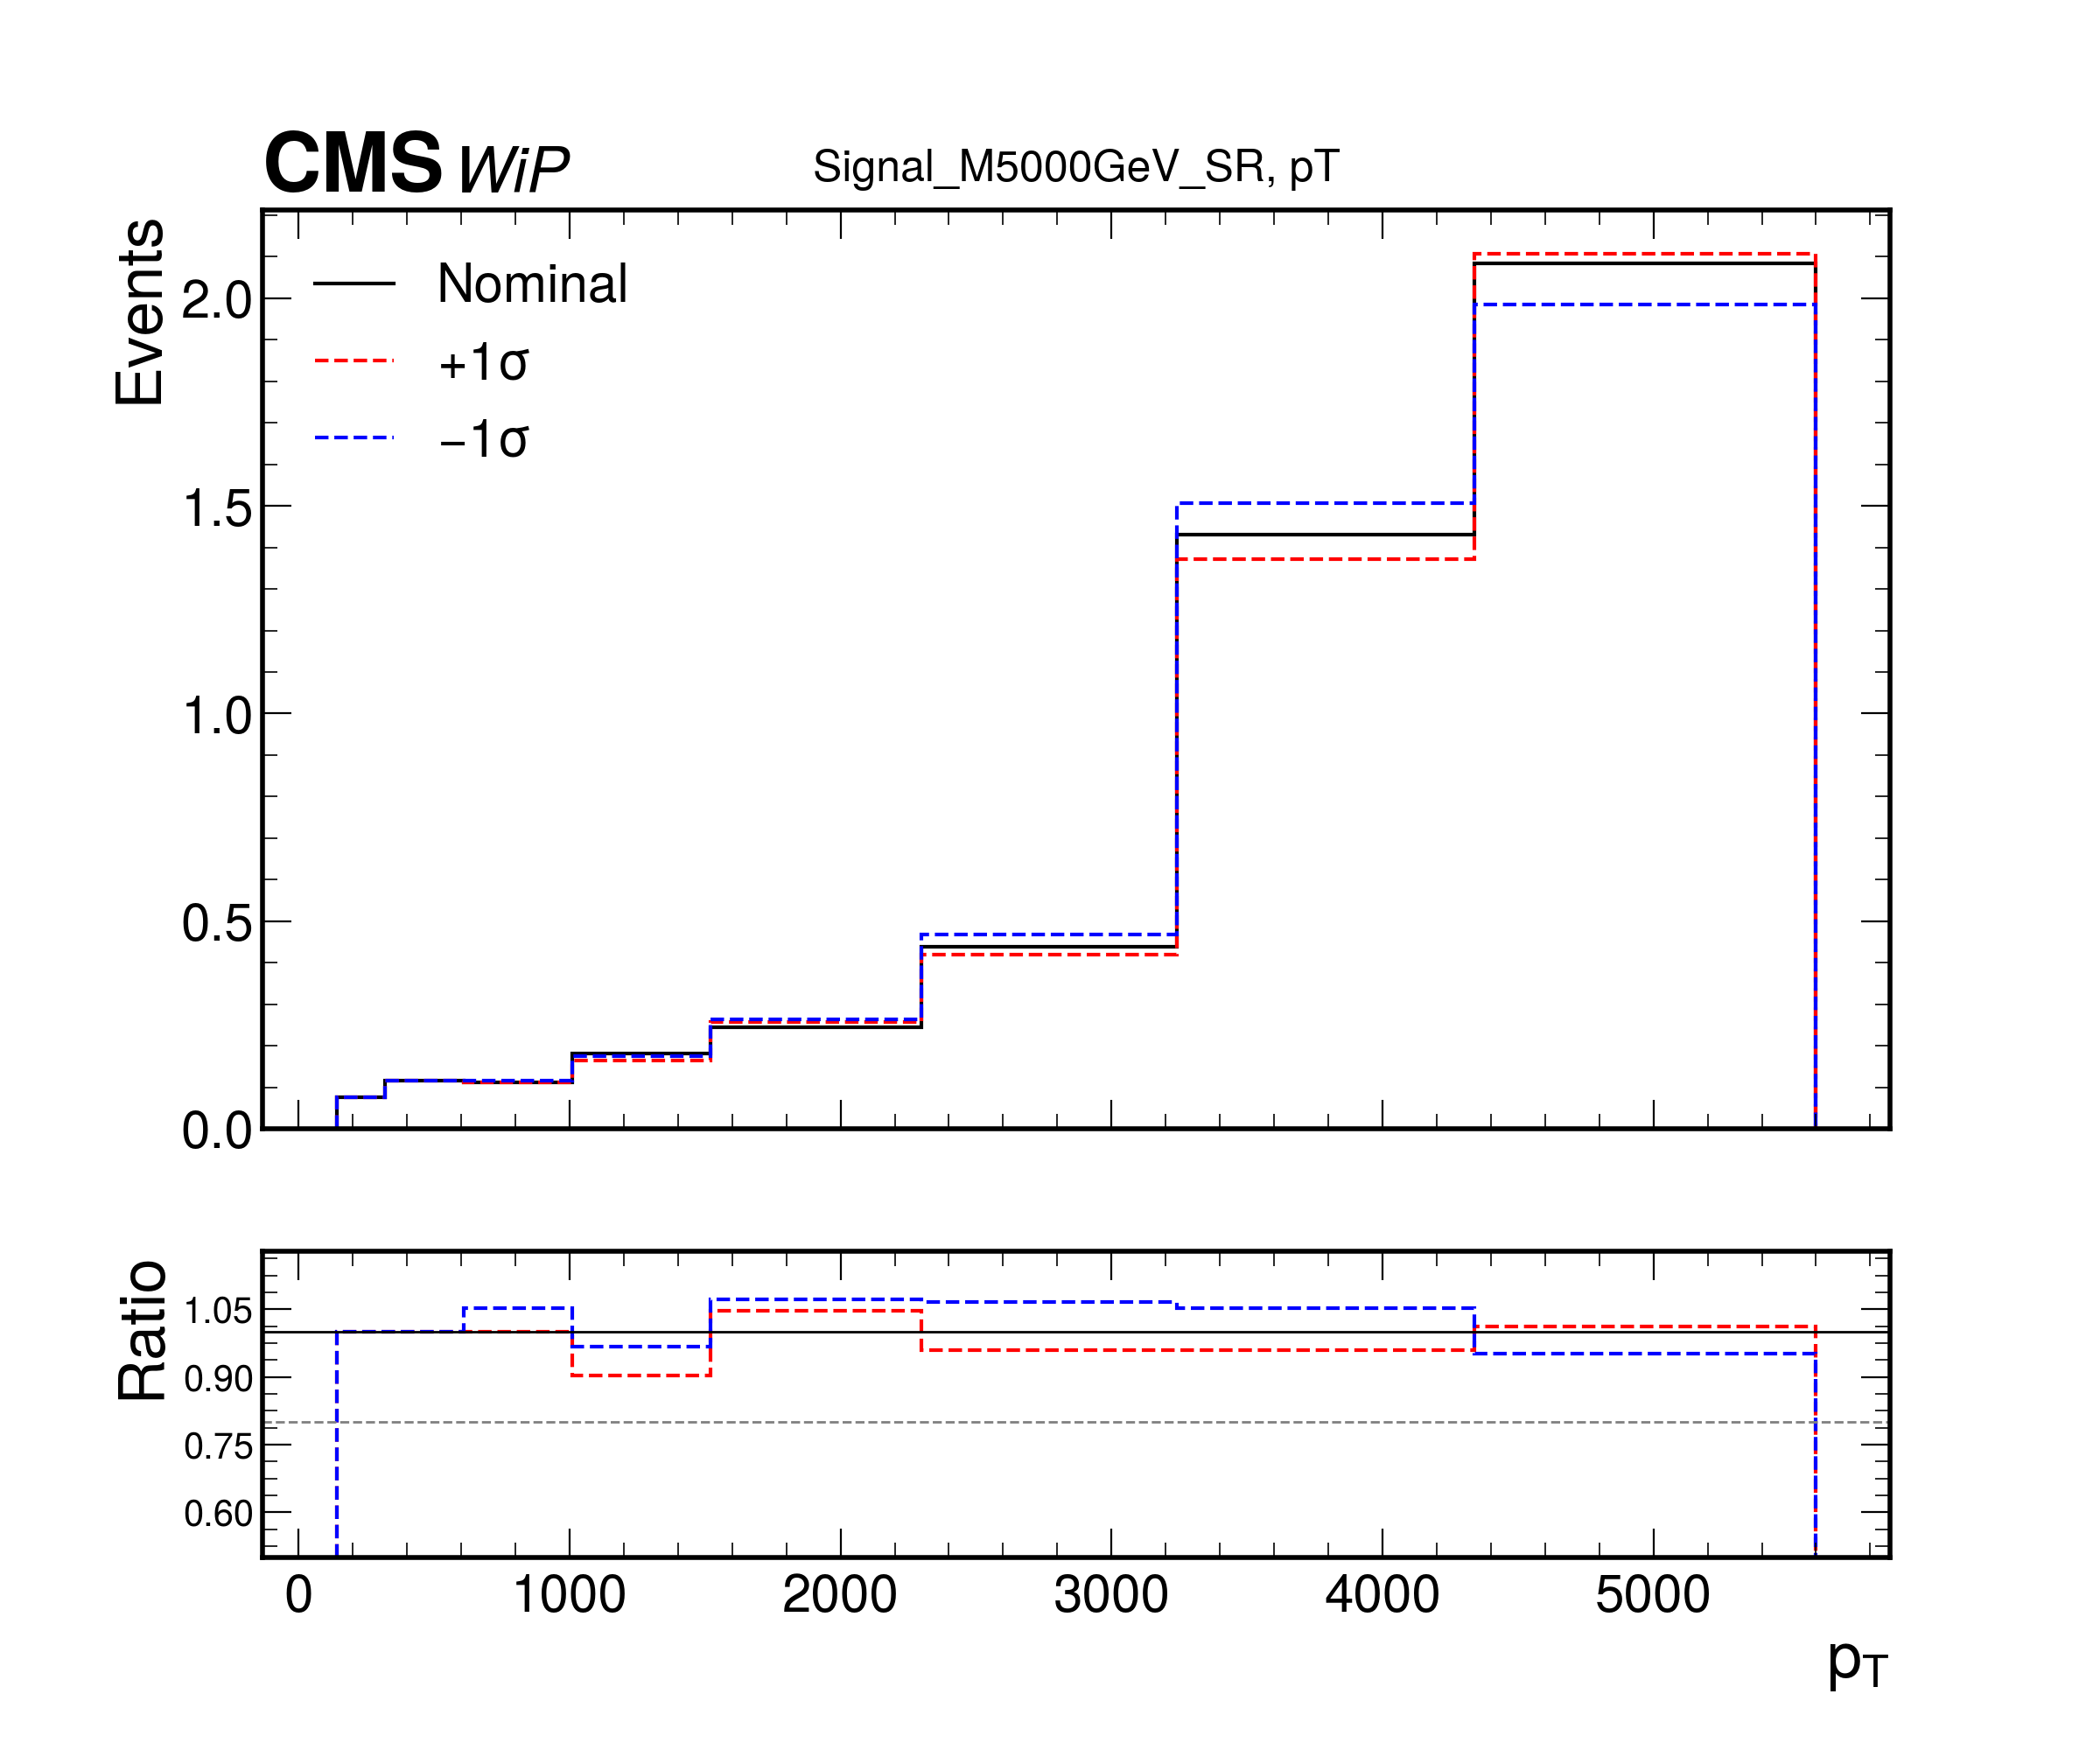 CMS WiP Signal_M5000GeV_SR, pT
Events
2.0
1.5
1.0
0.5
0.0
Nominal
+1σ
−1σ
Ratio
1.05
0.90
0.75
0.60
0 1000 2000 3000 4000 5000
pT